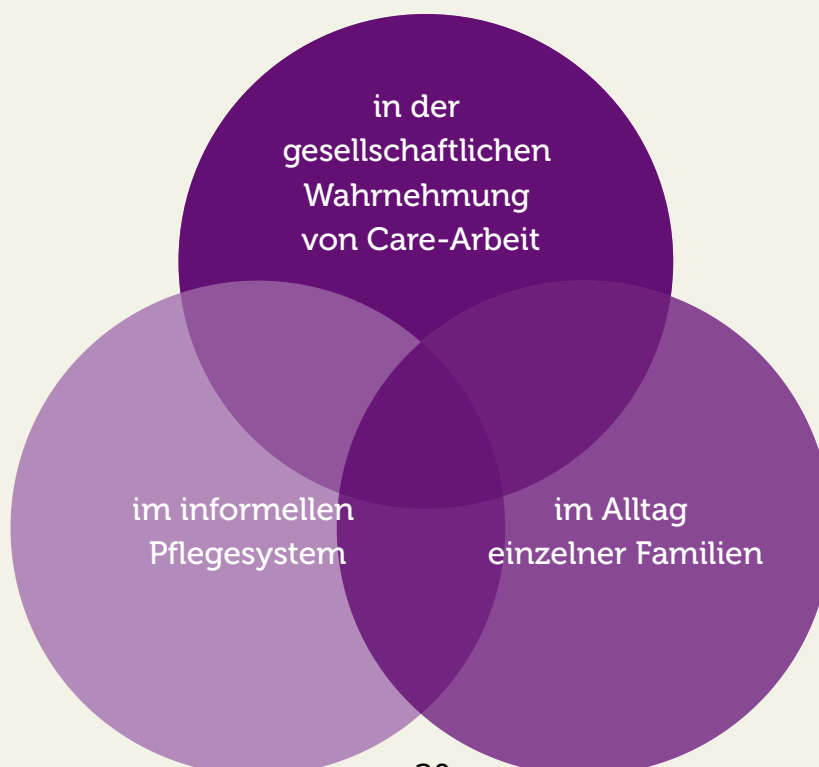 in der
gesellschaftlichen
Wahrnehmung
von Care-Arbeit
im informellen
Pflegesystem
im Alltag
einzelner Familien